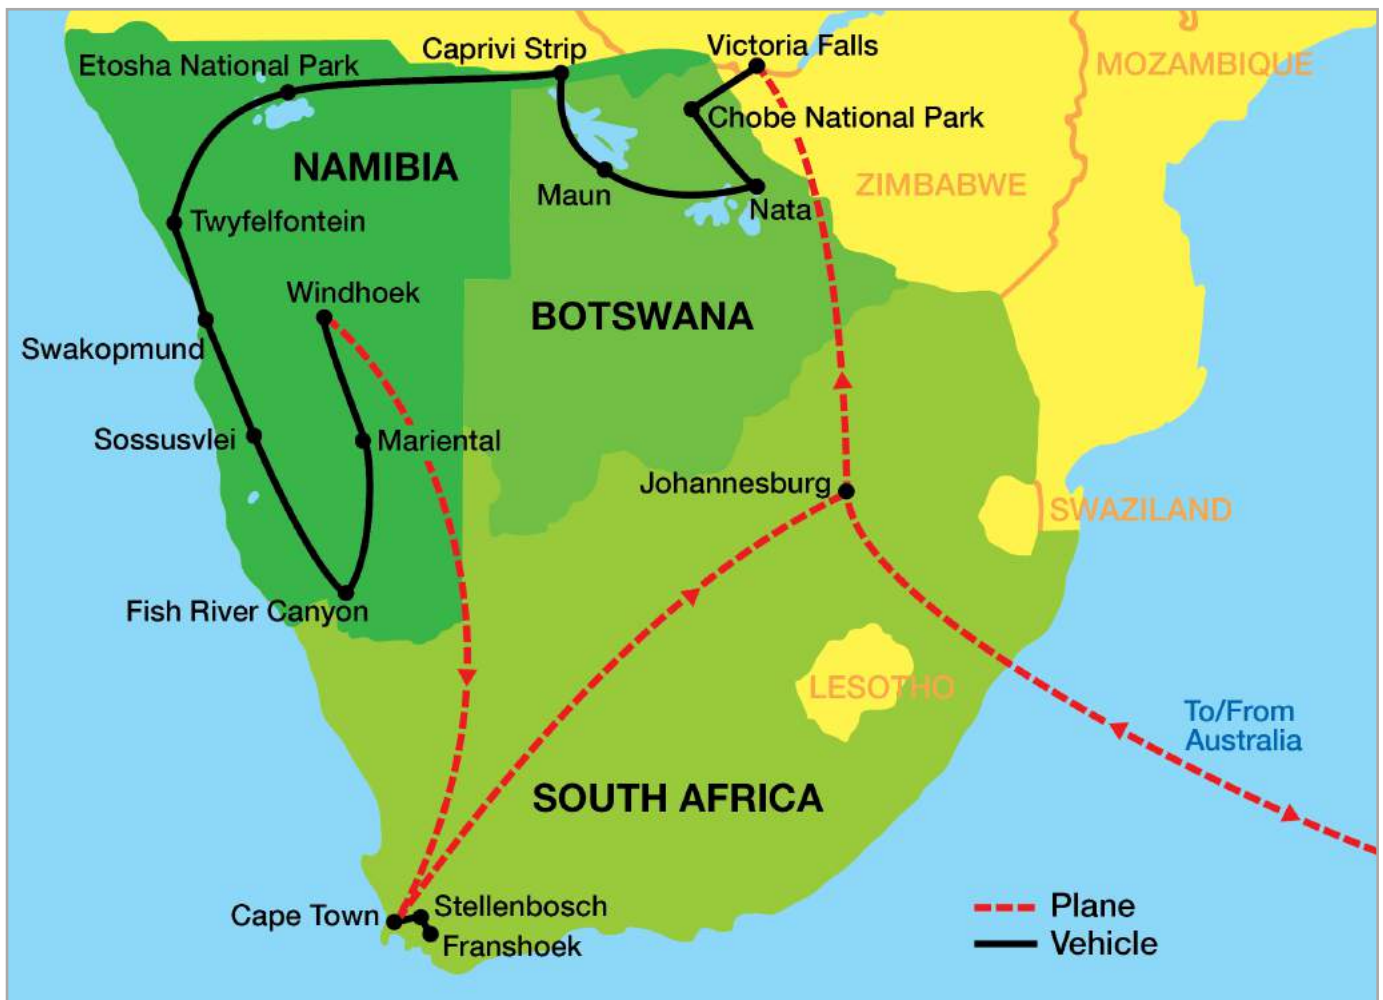 Caprivi Strip
Victoria Falls
Etosha National Park
MOZAMBIQUE
Chobe National Park
NAMIBIA
ZIMBABWE
Maun
Nata
Twyfelfontein
Windhoek
BOTSWANA
Swakopmund
Sossusvlei
Mariental
Johannesburg
SWAZILAND
Fish River Canyon
LESOTHO
To/From
Australia
SOUTH AFRICA
Cape Town
Stellenbosch
Franshoek
Plane
Vehicle